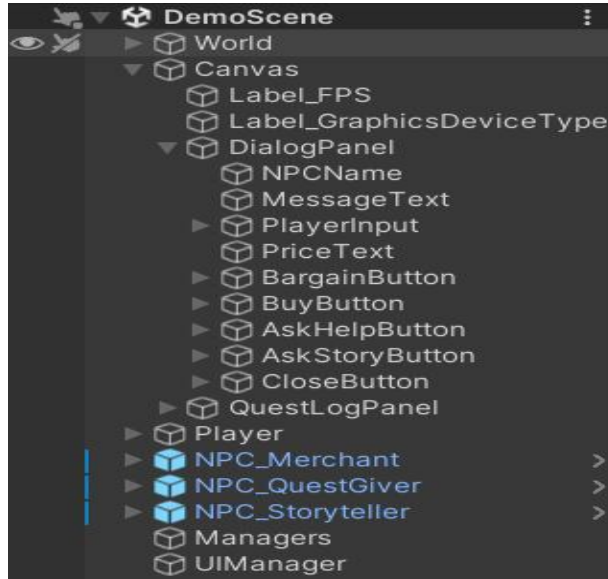 DemoScene
World
Canvas
Label_FPS
Label_GraphicsDeviceType
DialogPanel
NPCName
MessageText
PlayerInput
PriceText
BargainButton
BuyButton
AskHelpButton
AskStoryButton
CloseButton
QuestLogPanel
Player
NPC_Merchant
NPC_QuestGiver
NPC_Storyteller
Managers
UIManager